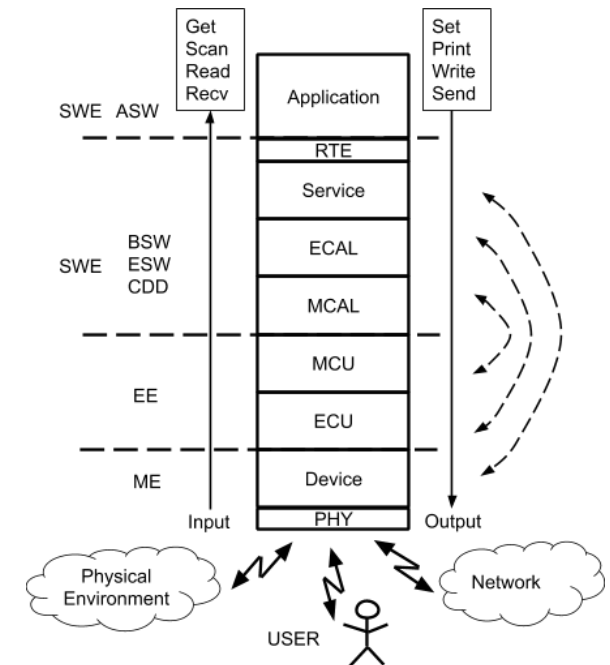 Get
Scan
Read
Recv
Set
Print
Write
Send
Application
SWE ASW
RTE
Service
BSW
ESW
CDD
SWE
ECAL
MCAL
MCU
EE
ECU
ME
Device
Input
PHY
Output
Physical
Environment
Network
USER